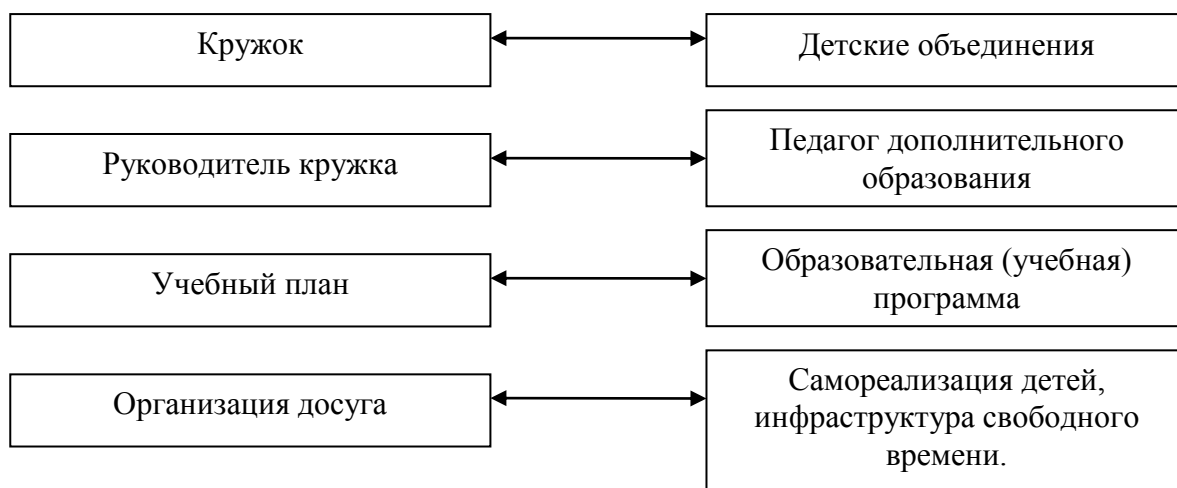 Кружок
Детские объединения
Руководитель кружка
Педагог дополнительного
образования
Учебный план
Образовательная (учебная)
программа
Организация досуга
Самореализация детей,
инфраструктура свободного
времени.